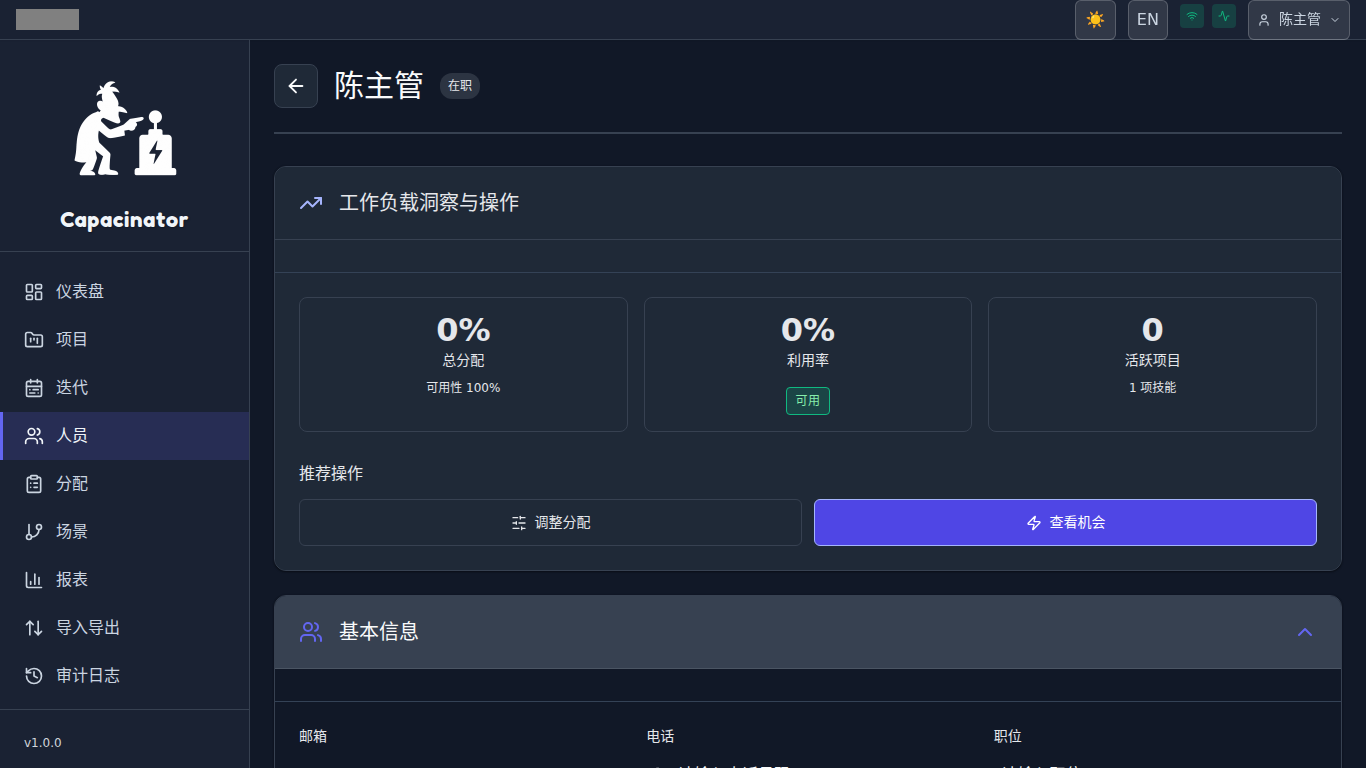 EN
陈主管
Capacinator
仪表盘
项目
迭代
人员
分配
场景
报表
导入导出
审计日志
v1.0.0
陈主管
在职
工作负载洞察与操作
0%
总分配
可用性 100%
0%
利用率
可用
0
活跃项目
1 项技能
推荐操作
调整分配
查看机会
基本信息
邮箱
电话
职位